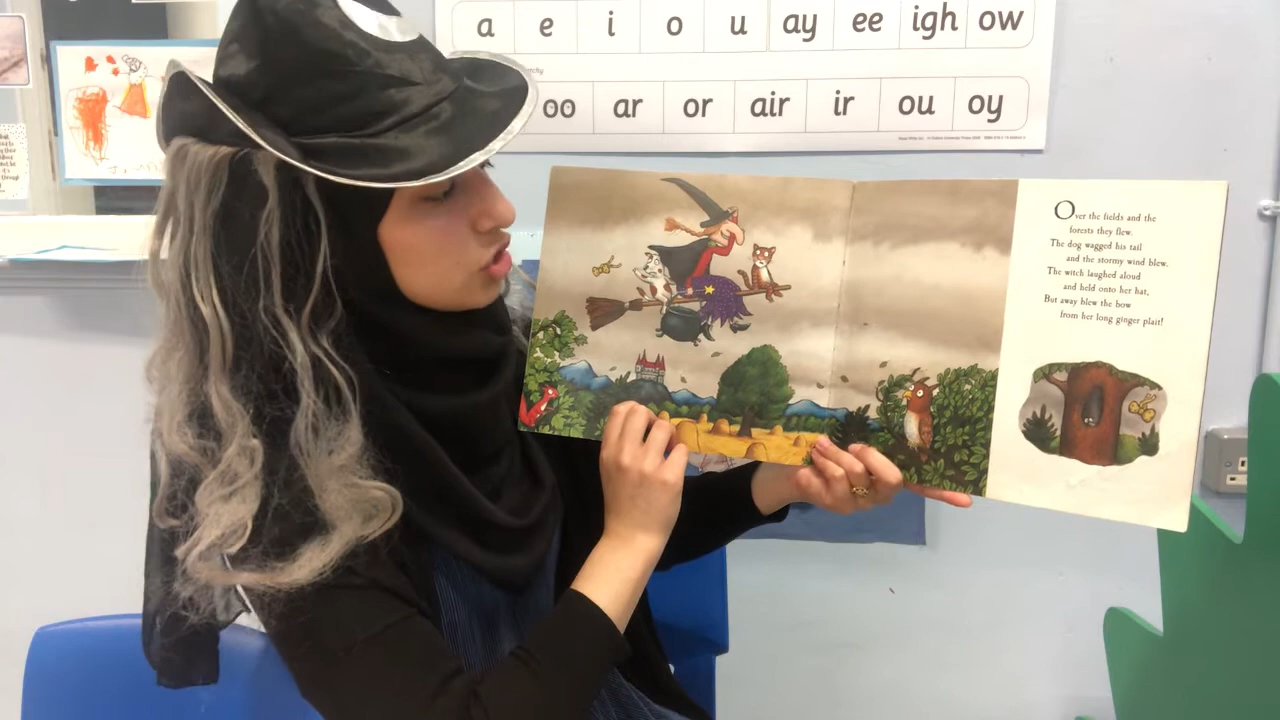 a e i o u ay ee igh ow
oo ar or air ir ou oy
Over the fields and the
forests they flew.
The dog wagged his tail
and the stormy wind blew.
The witch laughed aloud
and held onto her hat,
But away blew the bow
from her long ginger plait!